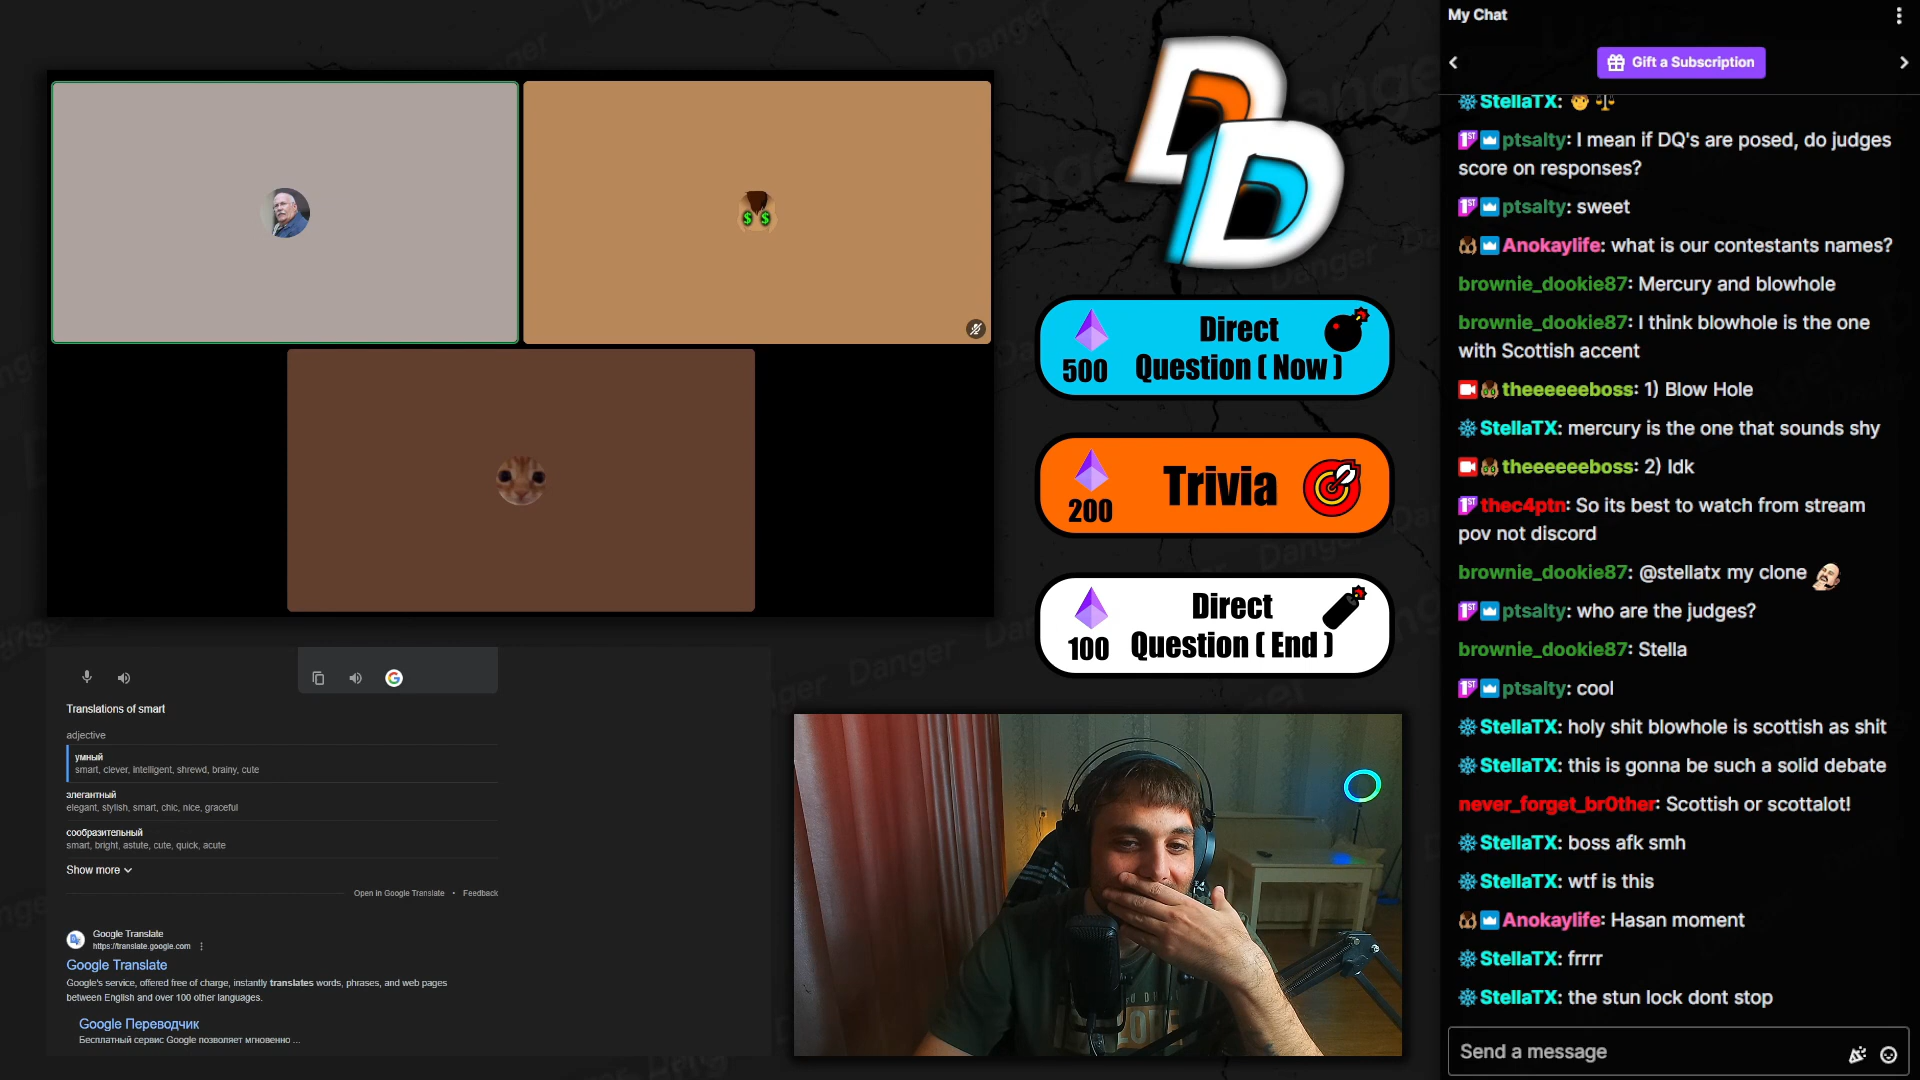 DD
500
Direct
Question ( Now )
200
Trivia
100
Direct
Question ( End )
Translations of smart
adjective
умный
smart, clever, intelligent, shrewd, brainy, cute
элегантный
elegant, stylish, smart, chic, nice, graceful
сообразительный
smart, bright, astute, cute, quick, acute
Show more
Open in Google Translate • Feedback
Google Translate
https://translate.google.com
Google Translate
Google's service, offered free of charge, instantly translates words, phrases, and web pages
between English and over 100 other languages.
Google Переводчик
Бесплатный сервис Google позволяет мгновенно ...
My Chat
Gift a Subscription
StellaTX:
ptsalty: I mean if DQ's are posed, do judges
score on responses?
ptsalty: sweet
Anokaylife: what is our contestants names?
brownie_dookie87: Mercury and blowhole
brownie_dookie87: I think blowhole is the one
with Scottish accent
theeeeeeboss: 1) Blow Hole
StellaTX: mercury is the one that sounds shy
theeeeeeboss: 2) Idk
thec4ptn: So its best to watch from stream
pov not discord
brownie_dookie87: @stellatx my clone
ptsalty: who are the judges?
brownie_dookie87: Stella
ptsalty: cool
StellaTX: holy shit blowhole is scottish as shit
StellaTX: this is gonna be such a solid debate
never_forget_br0ther: Scottish or scottalot!
StellaTX: boss afk smh
StellaTX: wtf is this
Anokaylife: Hasan moment
StellaTX: frrrr
StellaTX: the stun lock dont stop
Send a message